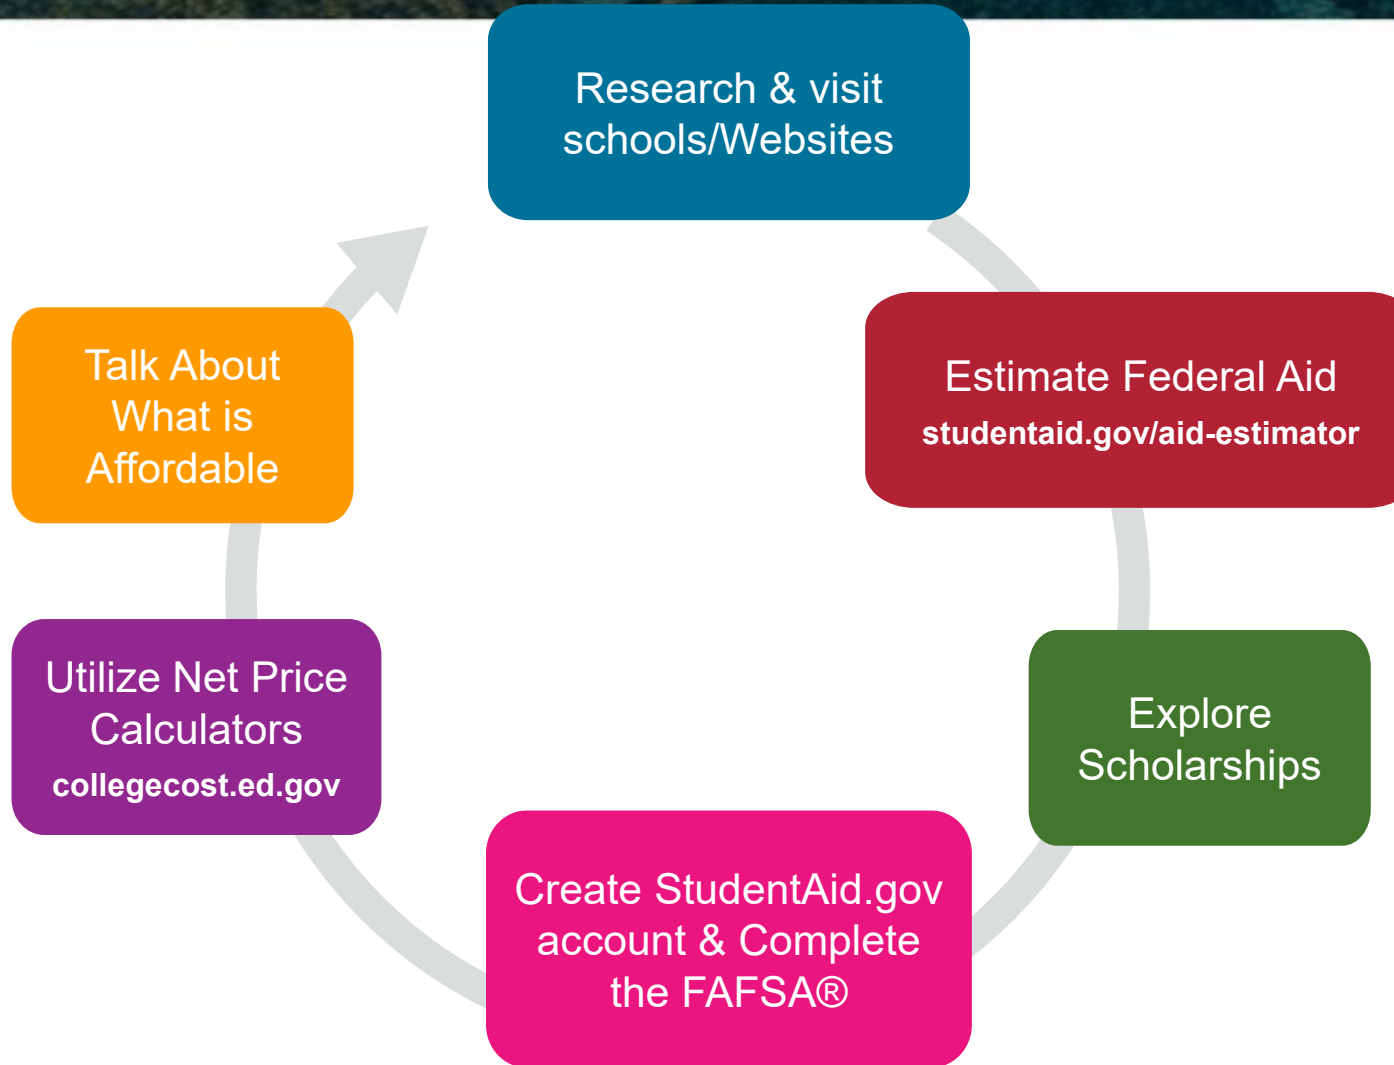 Research & visit
schools/Websites
Estimate Federal Aid
studentaid.gov/aid-estimator
Explore
Scholarships
Create StudentAid.gov
account & Complete
the FAFSA®
Utilize Net Price
Calculators
collegecost.ed.gov
Talk About
What is
Affordable